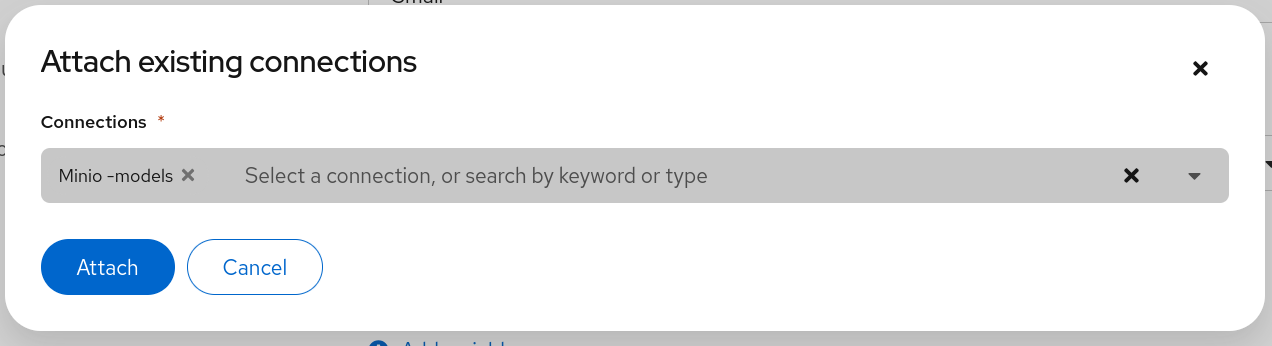 Attach existing connections
Connections *
Minio -models Select a connection, or search by keyword or type
Attach Cancel